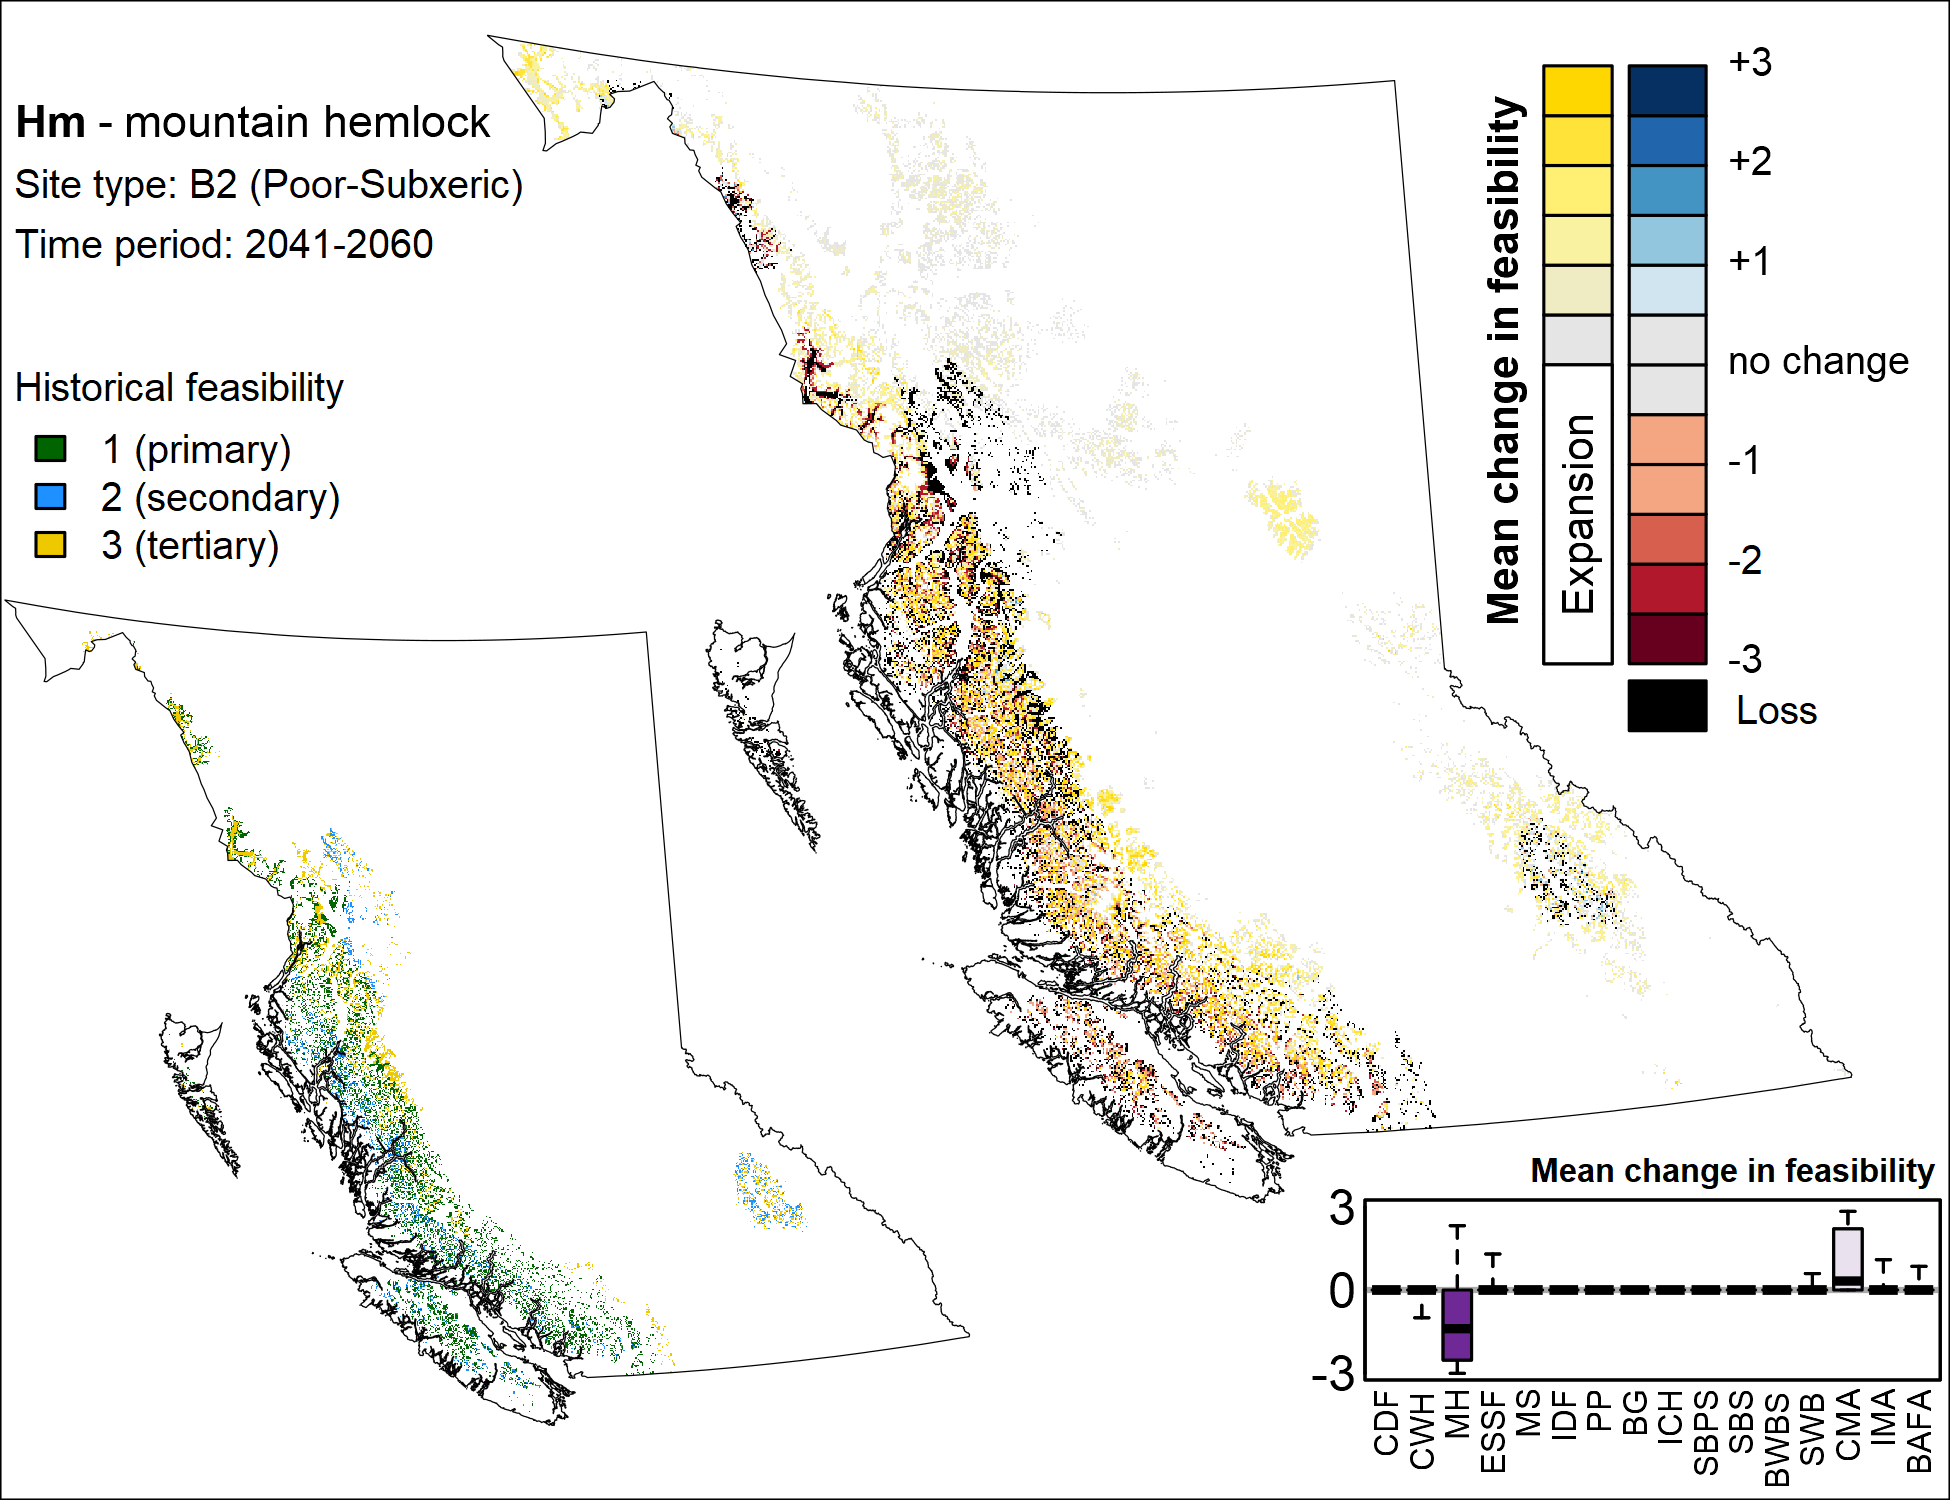 Hm - mountain hemlock
Site type: B2 (Poor-Subxeric)
Time period: 2041-2060
Historical feasibility
1 (primary)
2 (secondary)
3 (tertiary)
Mean change in feasibility
Expansion
+3
+2
+1
no change
-1
-2
-3
Loss
Mean change in feasibility
3
0
-3
CDF
CWH
MH
ESSF
MS
IDF
PP
BG
ICH
SBPS
SBS
BWBS
SWB
CMA
IMA
BAFA